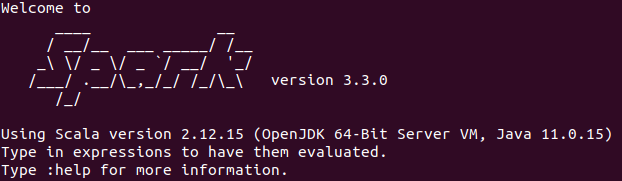 Welcome to
Spark version 3.3.0
Using Scala version 2.12.15 (OpenJDK 64-Bit Server VM, Java 11.0.15)
Type in expressions to have them evaluated.
Type :help for more information.